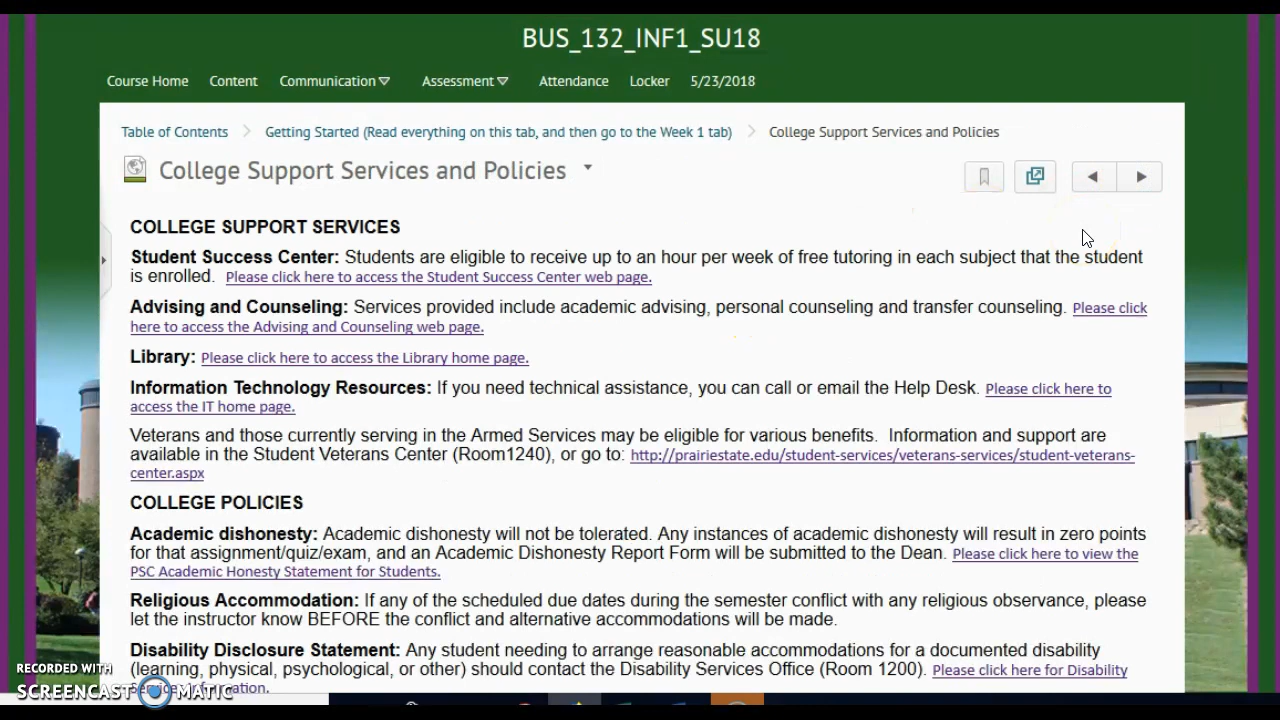 BUS_132_INF1_SU18
Course Home Content Communication Assessment Attendance Locker 5/23/2018
Table of Contents Getting Started (Read everything on this tab, and then go to the Week 1 tab) College Support Services and Policies
College Support Services and Policies
COLLEGE SUPPORT SERVICES
Student Success Center: Students are eligible to receive up to an hour per week of free tutoring in each subject that the student
is enrolled. Please click here to access the Student Success Center web page.
Advising and Counseling: Services provided include academic advising, personal counseling and transfer counseling. Please click
here to access the Advising and Counseling web page.
Library: Please click here to access the Library home page.
Information Technology Resources: If you need technical assistance, you can call or email the Help Desk. Please click here to
access the IT home page.
Veterans and those currently serving in the Armed Services may be eligible for various benefits. Information and support are
available in the Student Veterans Center (Room1240), or go to: http://prairiestate.edu/student-services/veterans-services/student-veterans-
center.aspx
COLLEGE POLICIES
Academic dishonesty: Academic dishonesty will not be tolerated. Any instances of academic dishonesty will result in zero points
for that assignment/quiz/exam, and an Academic Dishonesty Report Form will be submitted to the Dean. Please click here to view the
PSC Academic Honesty Statement for Students.
Religious Accommodation: If any of the scheduled due dates during the semester conflict with any religious observance, please
let the instructor know BEFORE the conflict and alternative accommodations will be made.
Disability Disclosure Statement: Any student needing to arrange reasonable accommodations for a documented disability
(learning, physical, psychological, or other) should contact the Disability Services Office (Room 1200). Please click here for Disability
RECORDED WITH
SCREENCAST MATIC